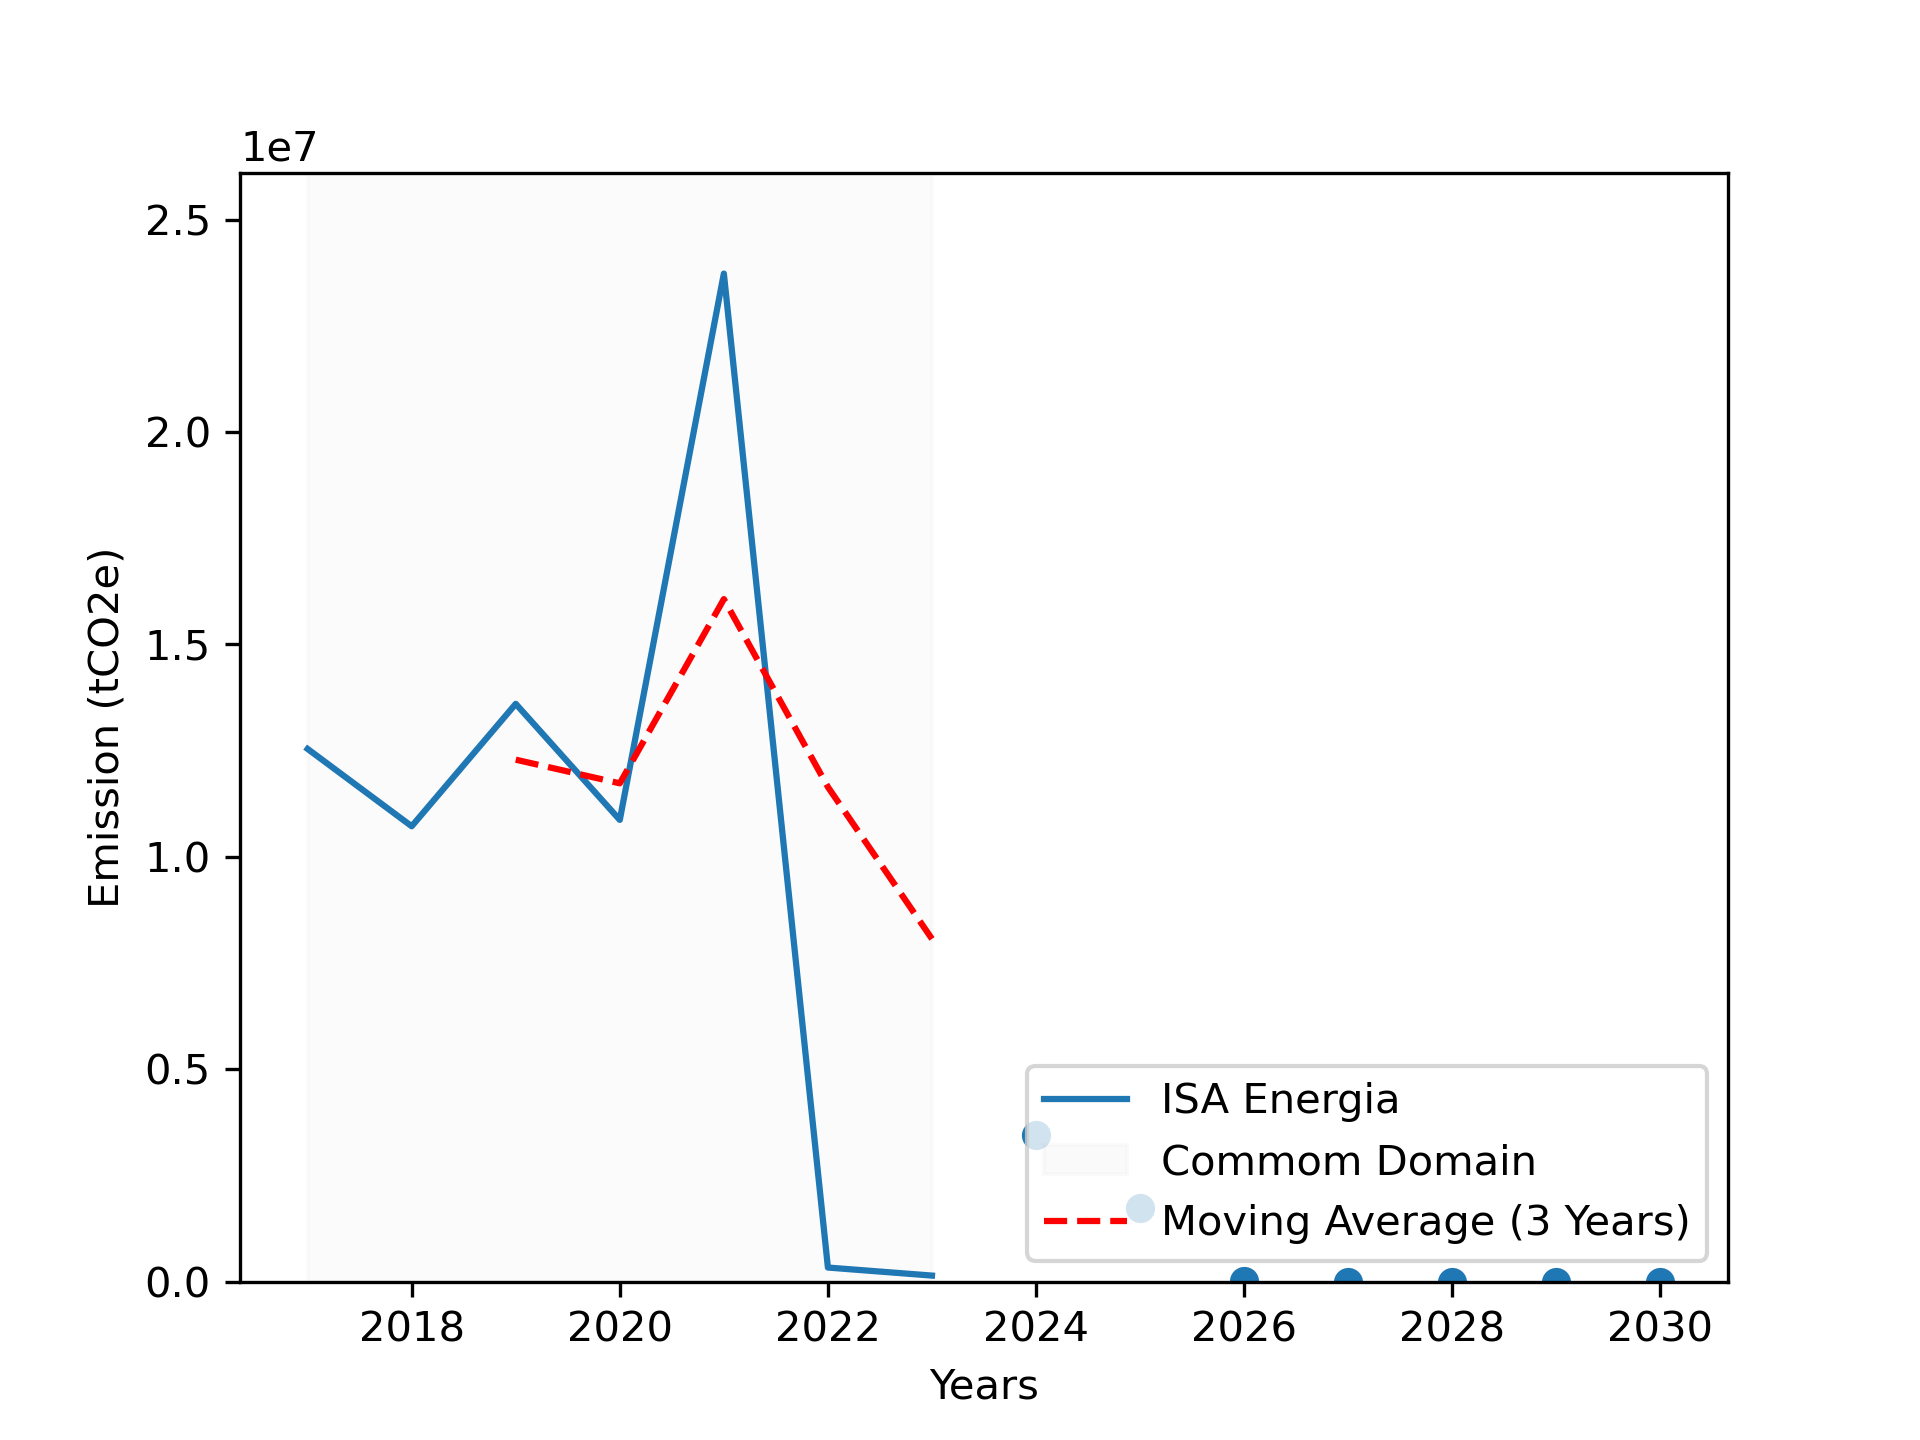 1e7
2.5
2.0
1.5
1.0
0.5
0.0
Emission (tCO2e)
ISA Energia
Commom Domain
Moving Average (3 Years)
2018 2020 2022 2024 2026 2028 2030
Years